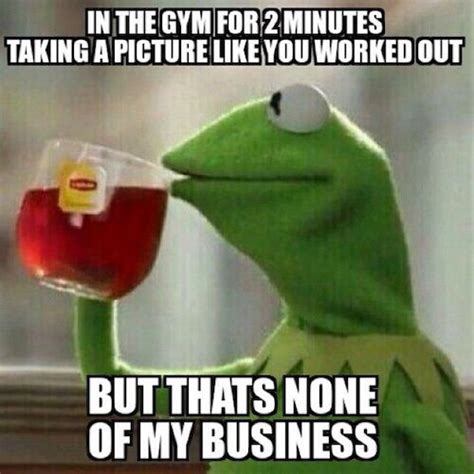 IN THE GYM FOR 2 MINUTES
TAKING A PICTURE LIKE YOU WORKED OUT
BUT THATS NONE
OF MY BUSINESS